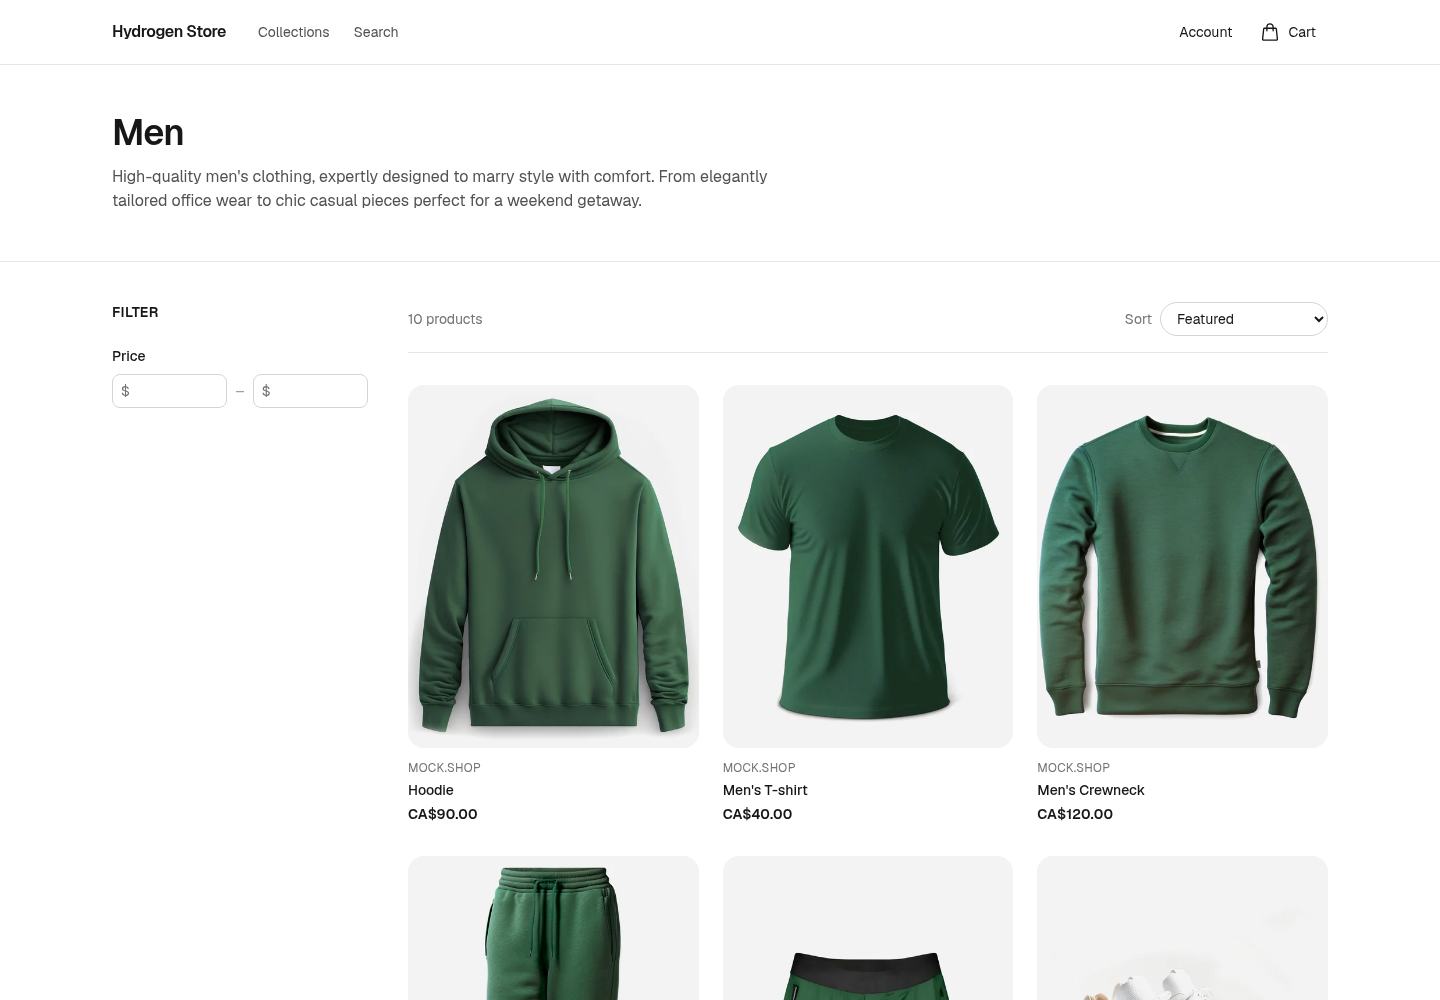 Hydrogen Store
Collections
Search
Account
Cart
Men
High-quality men's clothing, expertly designed to marry style with comfort. From elegantly
tailored office wear to chic casual pieces perfect for a weekend getaway.
FILTER
Price
$ – $
10 products
Sort
Featured
MOCK.SHOP
Hoodie
CA$90.00
MOCK.SHOP
Men's T-shirt
CA$40.00
MOCK.SHOP
Men's Crewneck
CA$120.00